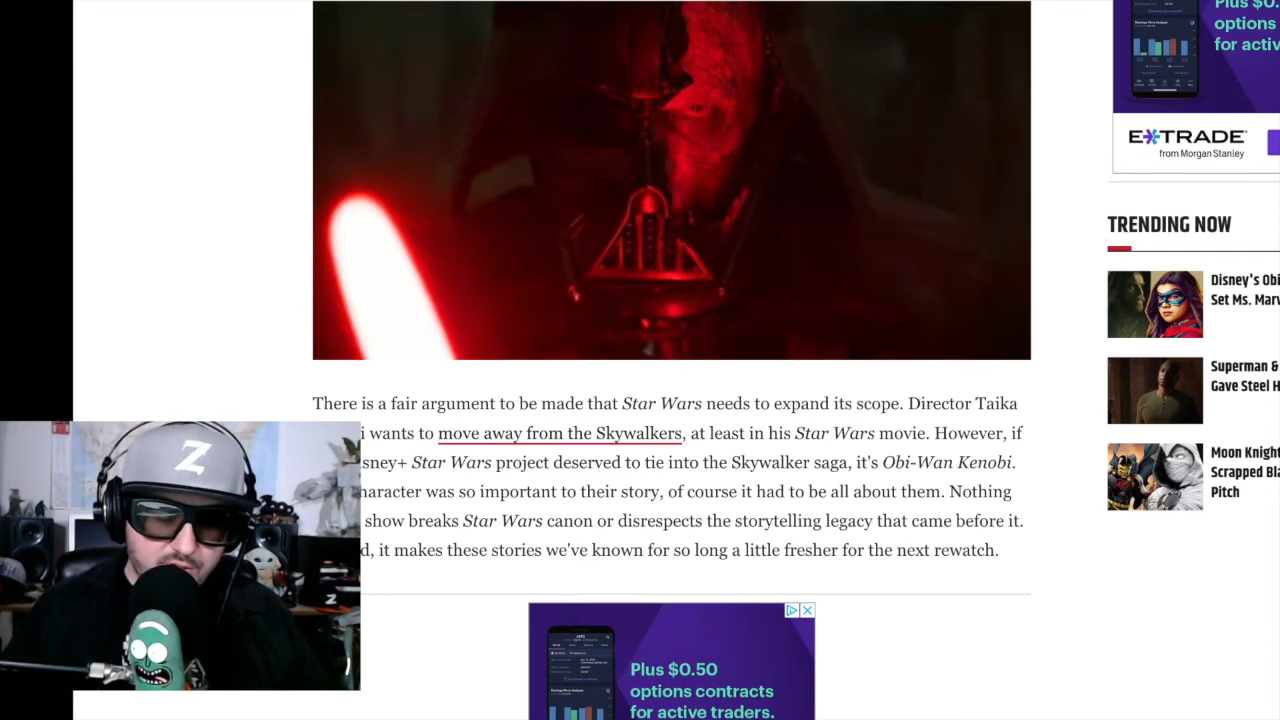 Plus $0.
options
for activ
E*TRADE
from Morgan Stanley
TRENDING NOW
Disney's Obi
Set Ms. Marv
Superman &
Gave Steel H
Moon Knight
Scrapped Bla
Pitch
There is a fair argument to be made that Star Wars needs to expand its scope. Director Taika
i wants to move away from the Skywalkers, at least in his Star Wars movie. However, if
sney+ Star Wars project deserved to tie into the Skywalker saga, it's Obi-Wan Kenobi.
haracter was so important to their story, of course it had to be all about them. Nothing
show breaks Star Wars canon or disrespects the storytelling legacy that came before it.
d, it makes these stories we've known for so long a little fresher for the next rewatch.
Z
Plus $0.50
options contracts
for active traders.